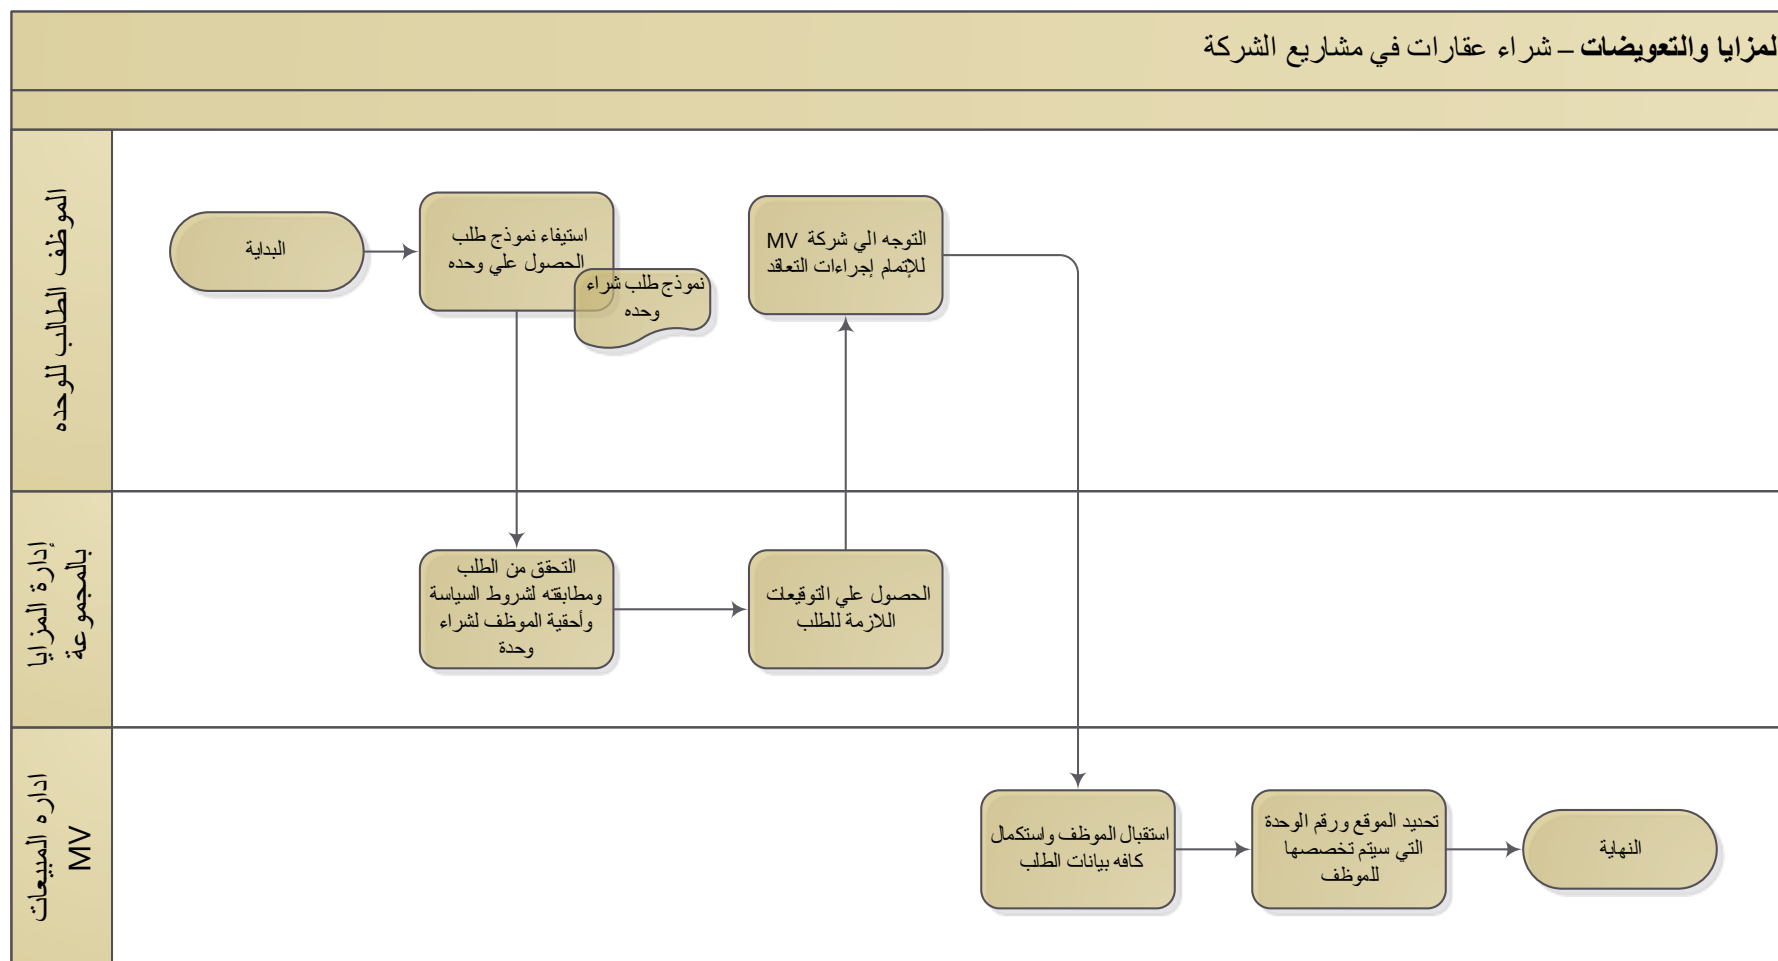 لمزايا والتعويضات – شراء عقارات في مشاريع الشركة
الموظف الطالب للوحده
البداية
استيفاء نموذج طلب
الحصول علي وحده
نموذج طلب شراء
وحده
التوجه الي شركة MV
للإتمام إجراءات التعاقد
إدارة المزايا
بالمجموعة
التحقق من الطلب
ومطابقته لشروط السياسة
وأحقية الموظف لشراء
وحدة
الحصول علي التوقيعات
اللازمة للطلب
اداره المبيعات
MV
استقبال الموظف واستكمال
كافه بيانات الطلب
تحديد الموقع ورقم الوحدة
التي سيتم تخصصها
للموظف
النهاية